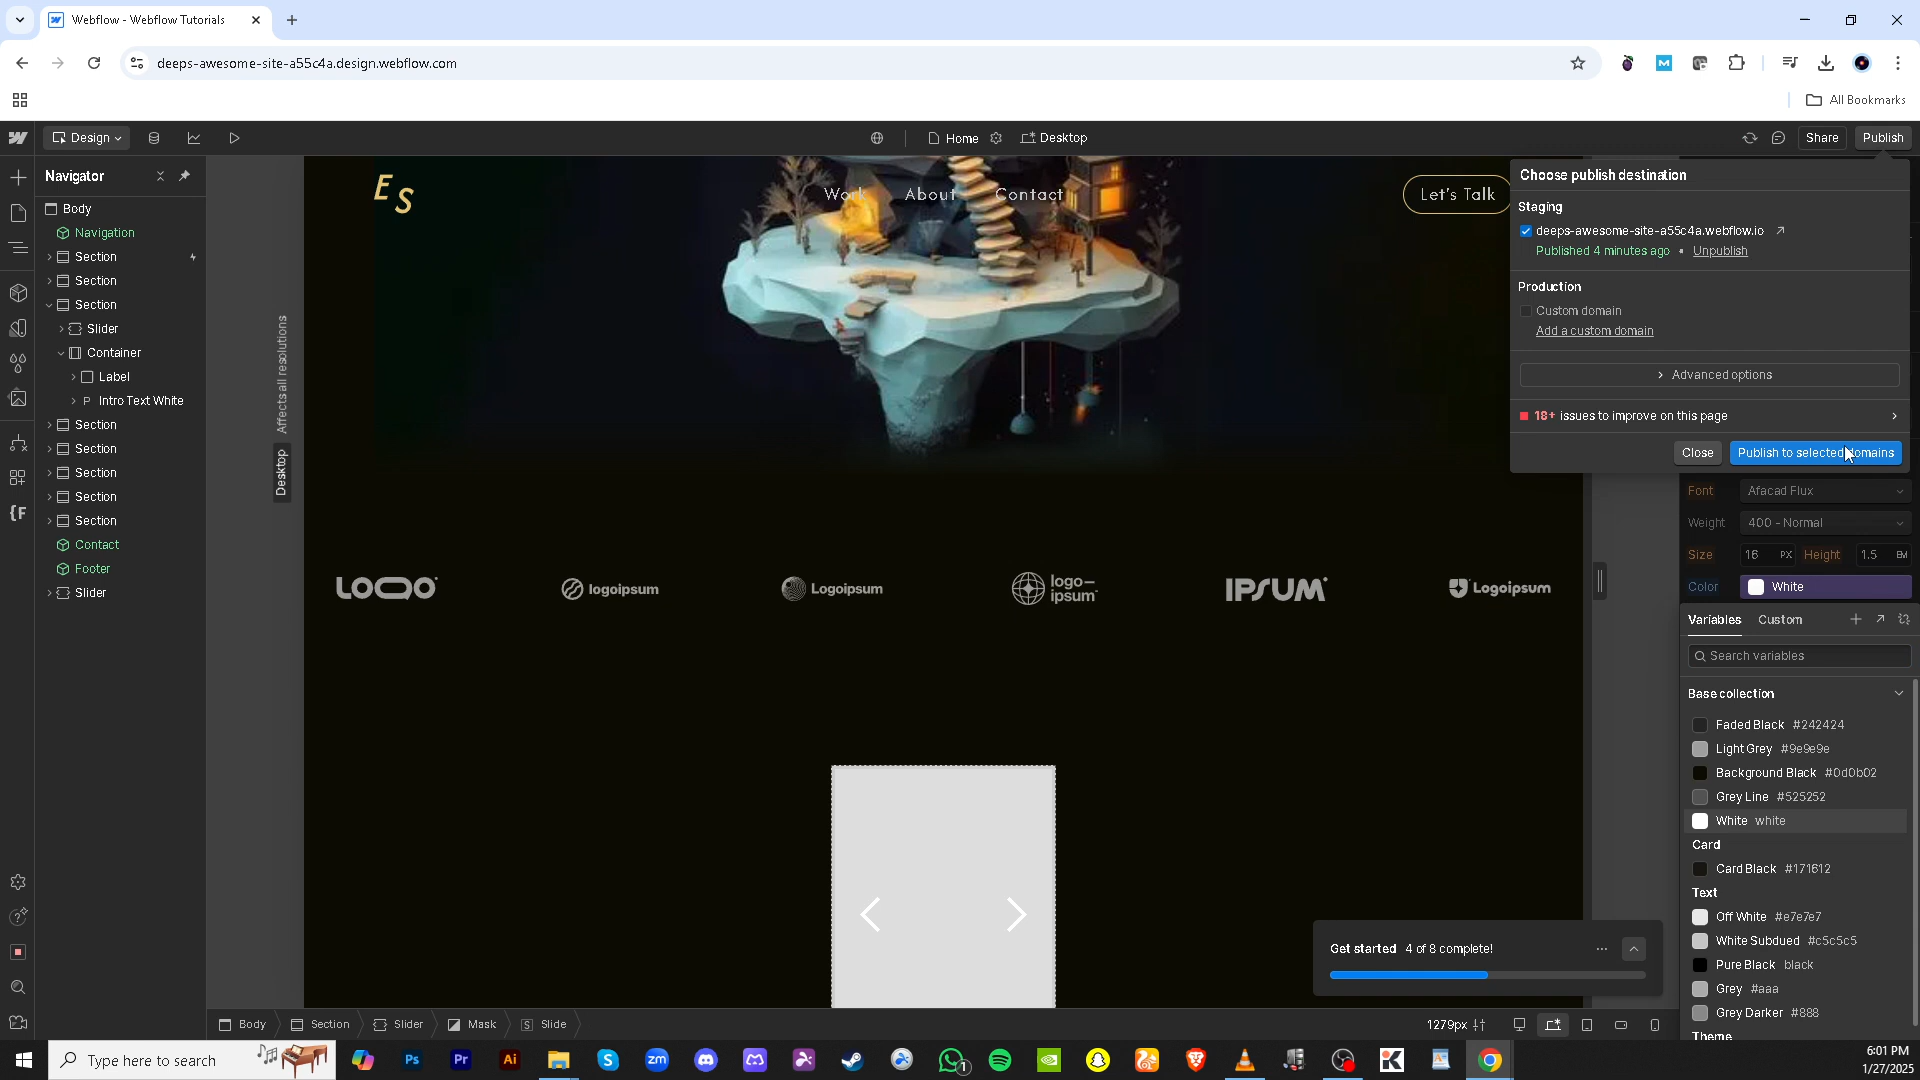 Webflow - Webflow Tutorials
deeps-awesome-site-a55c4a.design.webflow.com
All Bookmarks
Design
Home
Desktop
Share
Publish
Navigator
Body
Navigation
Section
Section
Section
Slider
Container
Label
P Intro Text White
Section
Section
Section
Section
Section
Contact
Footer
Slider
Affects all resolutions
Desktop
ES
Work
About
Contact
Let's Talk
LOGO
logoipsum
Logoipsum
logo—
ipsum
IPSUM
Logoipsum
Choose publish destination
Staging
deeps-awesome-site-a55c4a.webflow.io
Published 4 minutes ago • Unpublish
Production
Custom domain
Add a custom domain
Advanced options
18+ issues to improve on this page
Close
Publish to selected domains
Font
Afacad Flux
Weight
400 - Normal
Size
16 PX
Height
1.5 EM
Color
White
Variables
Custom
Search variables
Base collection
Faded Black #242424
Light Grey #9e9e9e
Background Black #0d0b02
Grey Line #525252
White white
Card
Card Black #171612
Text
Off White #e7e7e7
White Subdued #c5c5c5
Pure Black black
Grey #aaa
Grey Darker #888
Theme
Get started 4 of 8 complete!
Body
Section
Slider
Mask
Slide
1279px
Type here to search
6:01 PM
1/27/2025